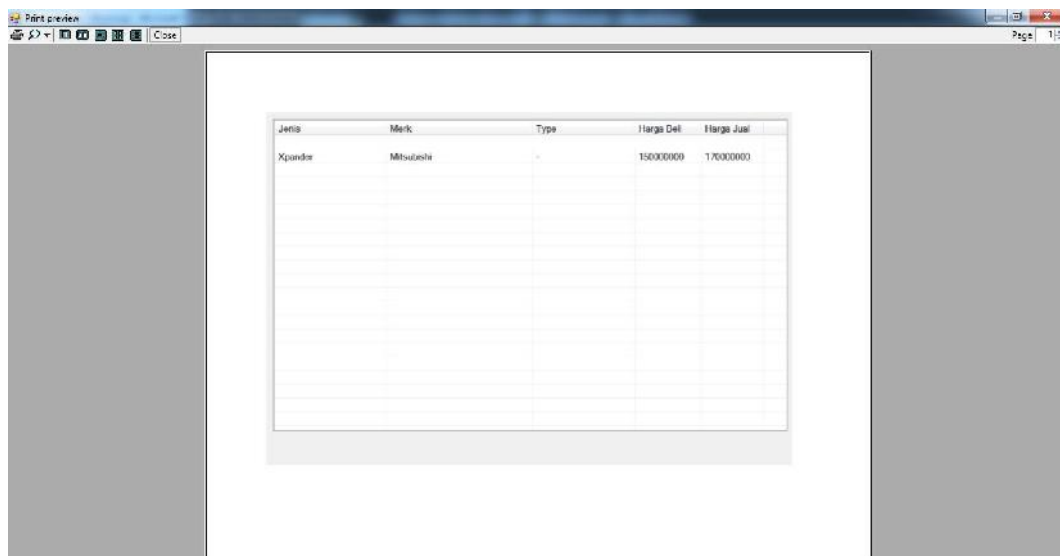 Print preview
Close
Page 1
Jenis Merk Type Harga Beli Harga Jual
Xpander Mitsubishi - 150000000 170000000